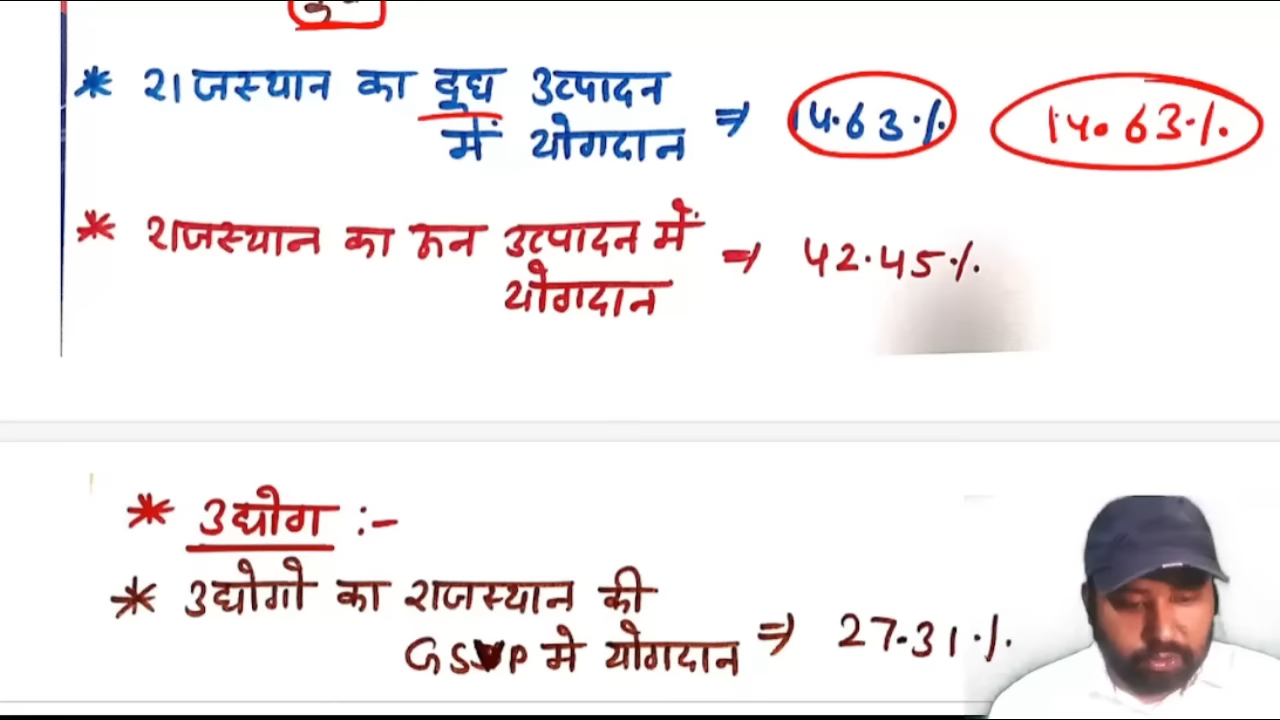 * राजस्थान का दूध उत्पादन
में योगदान ⇒ 14.63% 14.63%
* राजस्थान का ऊन उत्पादन में
योगदान ⇒ 42.45%
* उद्योग :-
* उद्योगो का राजस्थान की
GSVP मे योगदान ⇒ 27.31%